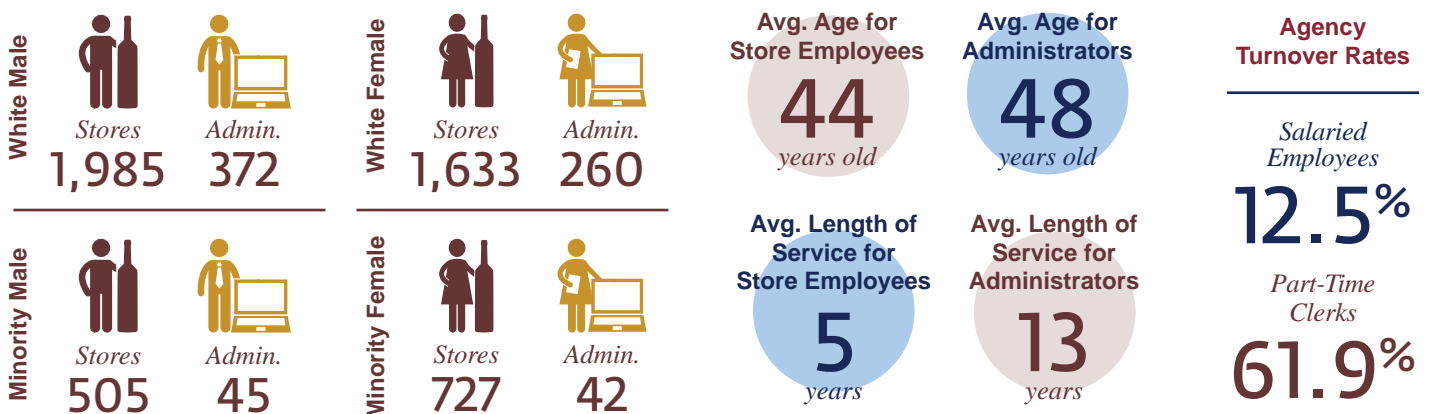 White Male
Stores
1,985
Admin.
372
White Female
Stores
1,633
Admin.
260
Minority Male
Stores
505
Admin.
45
Minority Female
Stores
727
Admin.
42
Avg. Age for
Store Employees
44
years old
Avg. Age for
Administrators
48
years old
Avg. Length of
Service for
Store Employees
5
years
Avg. Length of
Service for
Administrators
13
years
Agency
Turnover Rates
Salaried
Employees
12.5%
Part-Time
Clerks
61.9%